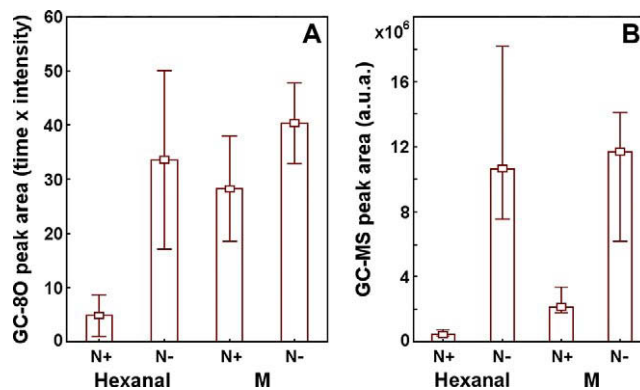 A
GC-8O peak area (time x intensity)
60
50
40
30
20
10
0
N+ N- N+ N-
Hexanal M
B
x10⁶
GC-MS peak area (a.u.a.)
16
12
8
4
0
N+ N- N+ N-
Hexanal M